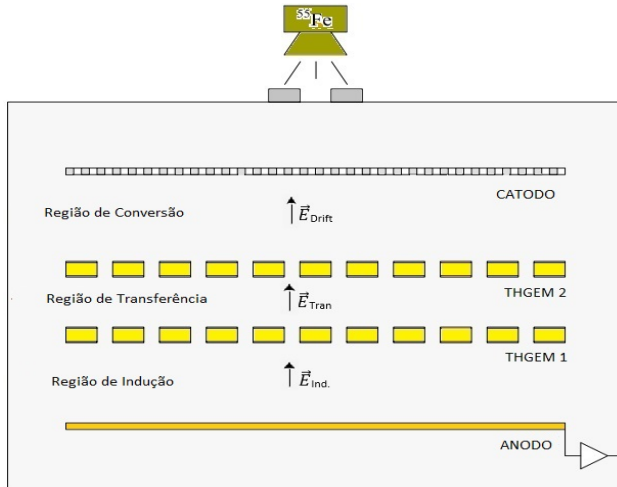 ⁵⁵Fe
CATODO
Região de Conversão
E⃗ Drift
Região de Transferência
E⃗ Tran
THGEM 2
THGEM 1
Região de Indução
E⃗ Ind.
ANODO